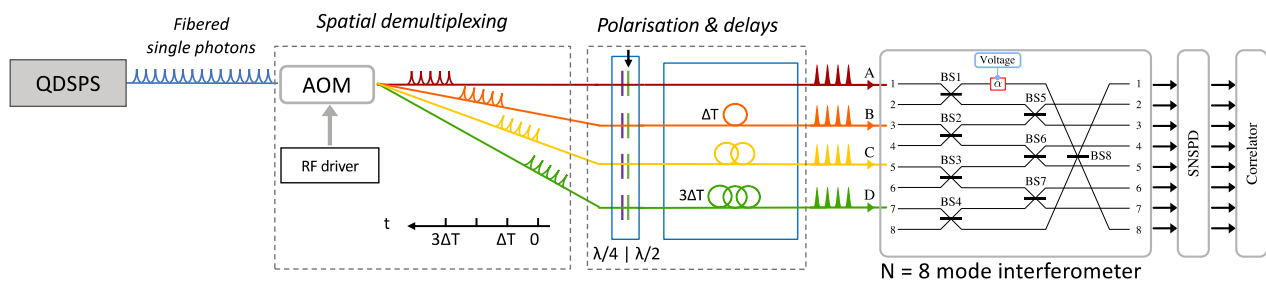 Fibered
single photons
Spatial demultiplexing
Polarisation & delays
QDSPS
AOM
RF driver
t
3ΔT
ΔT
0
ΔT
3ΔT
λ/4 | λ/2
A
B
C
D
Voltage
α
BS1
BS2
BS3
BS4
BS5
BS6
BS7
BS8
1
2
3
4
5
6
7
8
1
2
3
4
5
6
7
8
N = 8 mode interferometer
SNSPD
Correlator